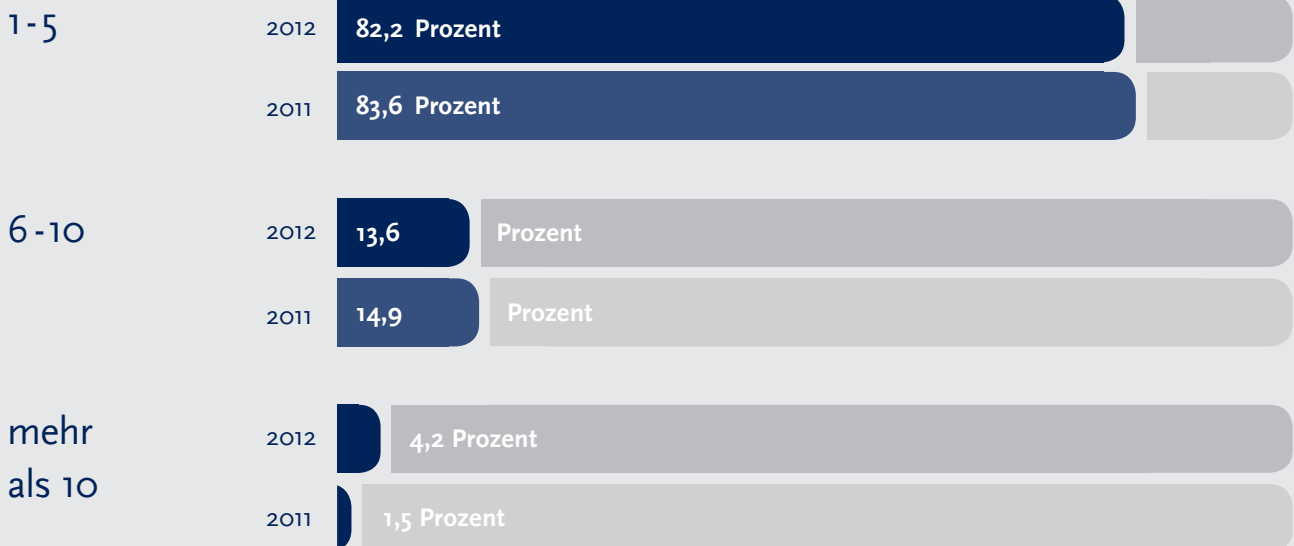 1-5 2012 82,2 Prozent
2011 83,6 Prozent
6-10 2012 13,6 Prozent
2011 14,9 Prozent
mehr
als 10
2012 4,2 Prozent
2011 1,5 Prozent